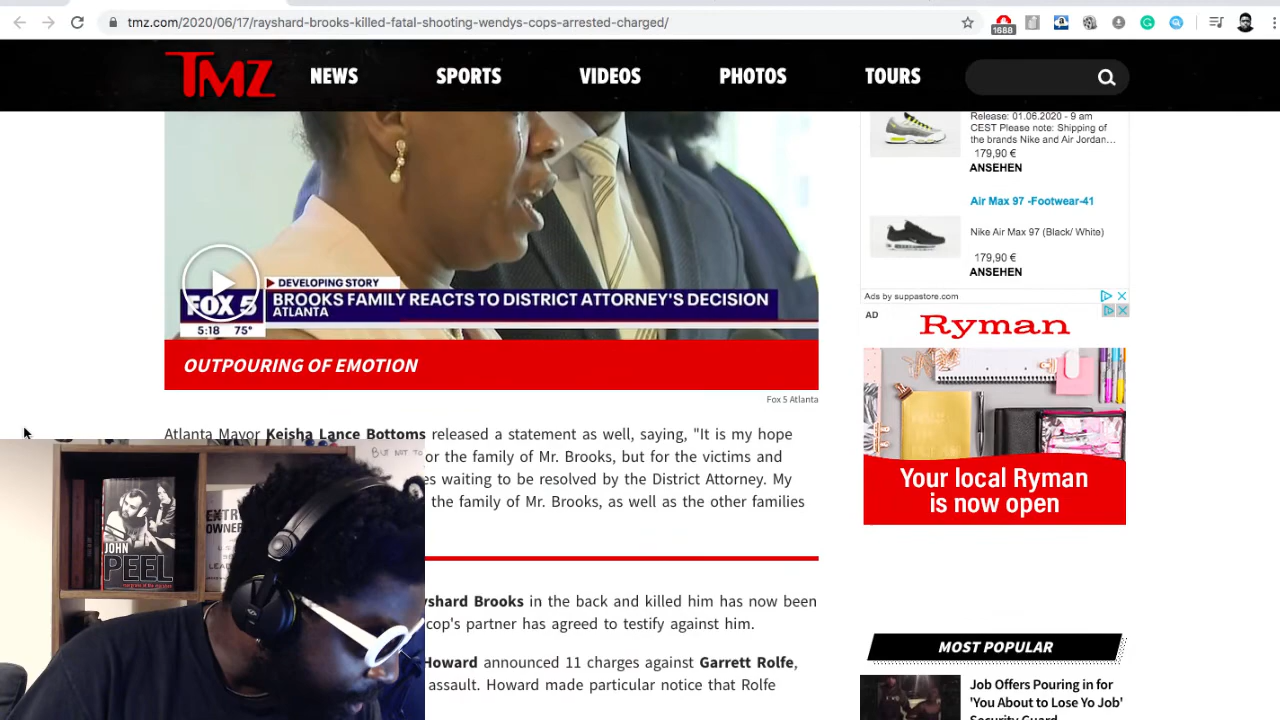 tmz.com/2020/06/17/rayshard-brooks-killed-fatal-shooting-wendys-cops-arrested-charged/
1688
TMZ
NEWS
SPORTS
VIDEOS
PHOTOS
TOURS
DEVELOPING STORY
FOX 5
BROOKS FAMILY REACTS TO DISTRICT ATTORNEY'S DECISION
ATLANTA
5:18 75°
OUTPOURING OF EMOTION
Fox 5 Atlanta
Atlanta Mayor Keisha Lance Bottoms released a statement as well, saying, "It is my hope
or the family of Mr. Brooks, but for the victims and
es waiting to be resolved by the District Attorney. My
the family of Mr. Brooks, as well as the other families
yshard Brooks in the back and killed him has now been
cop's partner has agreed to testify against him.
Howard announced 11 charges against Garrett Rolfe,
assault. Howard made particular notice that Rolfe
BUT NOT TO
JOHN
PEEL
EXTR
OWNER
LEA
Release: 01.06.2020 - 9 am
CEST Please note: Shipping of
the brands Nike and Air Jordan…
179,90 €
ANSEHEN
Air Max 97 -Footwear-41
Nike Air Max 97 (Black/ White)
179,90 €
ANSEHEN
Ads by suppastore.com
AD
Ryman
Your local Ryman
is now open
MOST POPULAR
Job Offers Pouring in for
'You About to Lose Yo Job'
Security Guard